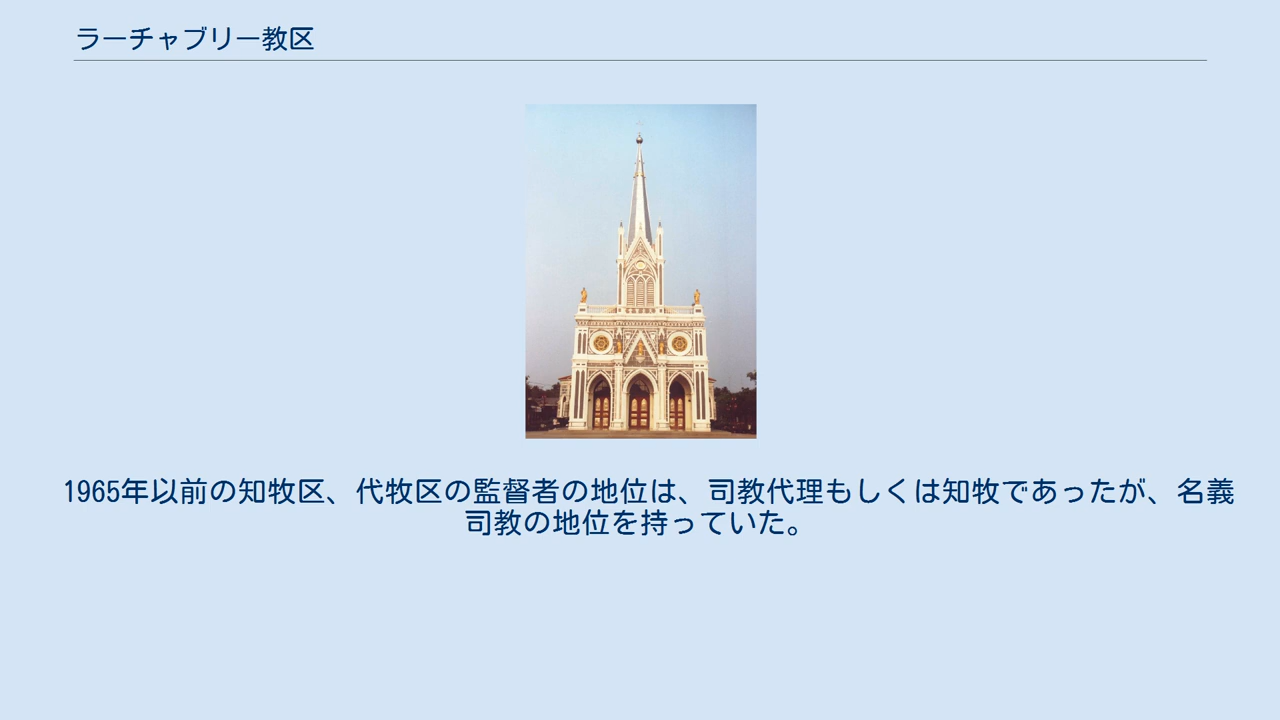 ラーチャブリー教区
1965年以前の知牧区、代牧区の監督者の地位は、司教代理もしくは知牧であったが、名義
司教の地位を持っていた。